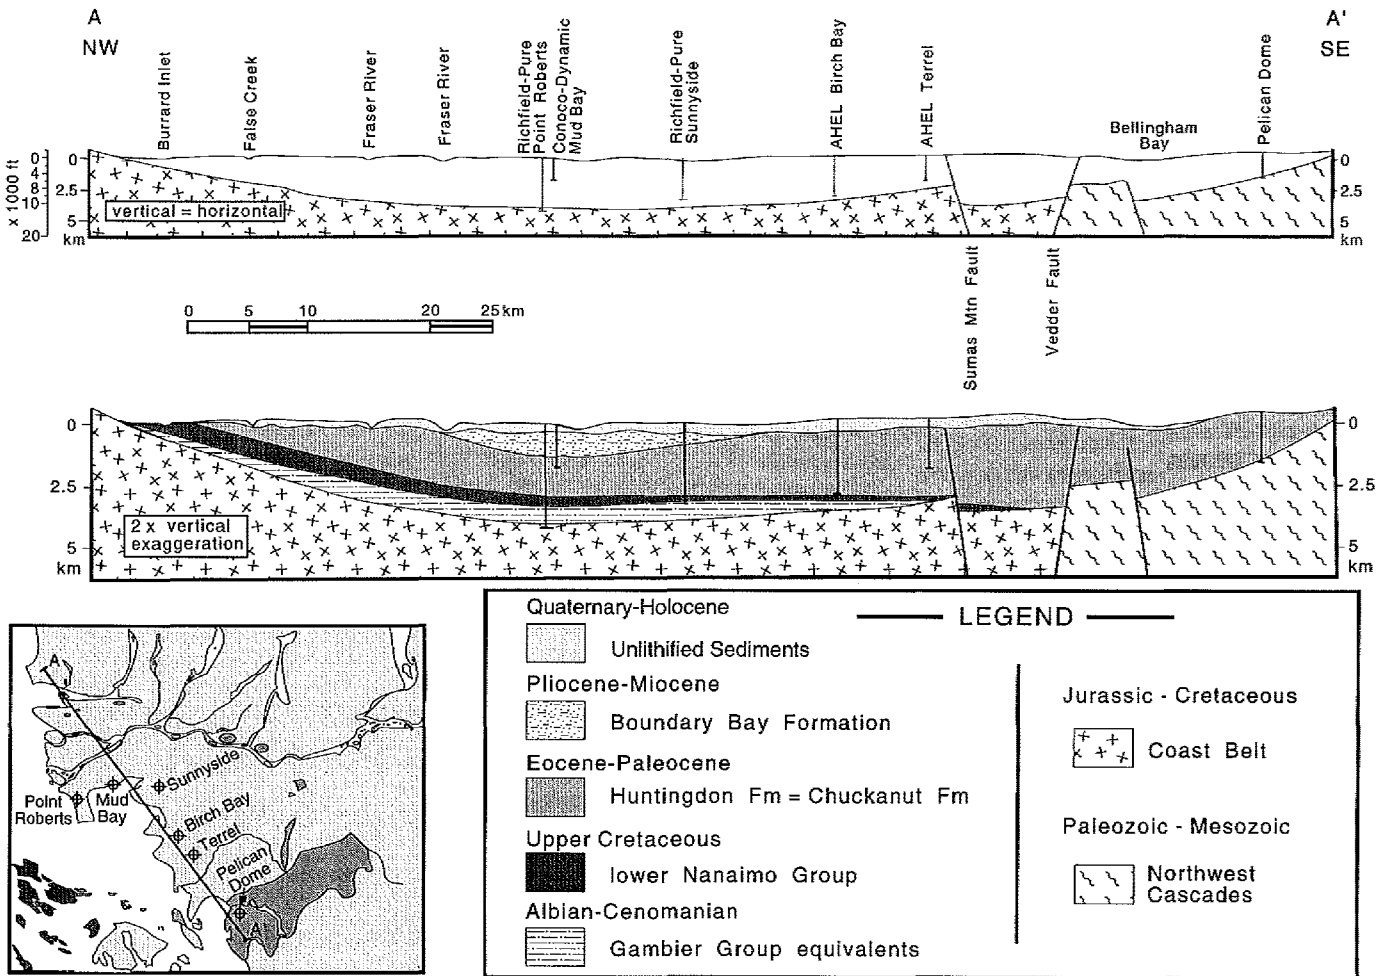 A
NW
A'
SE
Burrard Inlet
False Creek
Fraser River
Fraser River
Richfield-Pure
Point Roberts
Conoco-Dynamic
Mud Bay
Richfield-Pure
Sunnyside
AHEL Birch Bay
AHEL Terrel
Bellingham
Bay
Pelican Dome
x 1000 ft
0
4
8
10
20
0
2.5
5
km
vertical = horizontal
0
2.5
5
km
Sumas Mtn Fault
Vedder Fault
0 5 10 20 25 km
0
2.5
5
km
2 x vertical
exaggeration
0
2.5
5
km
A
Sunnyside
Point
Roberts
Mud
Bay
Birch Bay
Terrel
Pelican
Dome
A'
LEGEND
Quaternary-Holocene
Unlithified Sediments
Pliocene-Miocene
Boundary Bay Formation
Eocene-Paleocene
Huntingdon Fm = Chuckanut Fm
Upper Cretaceous
lower Nanaimo Group
Albian-Cenomanian
Gambier Group equivalents
Jurassic - Cretaceous
Coast Belt
Paleozoic - Mesozoic
Northwest
Cascades